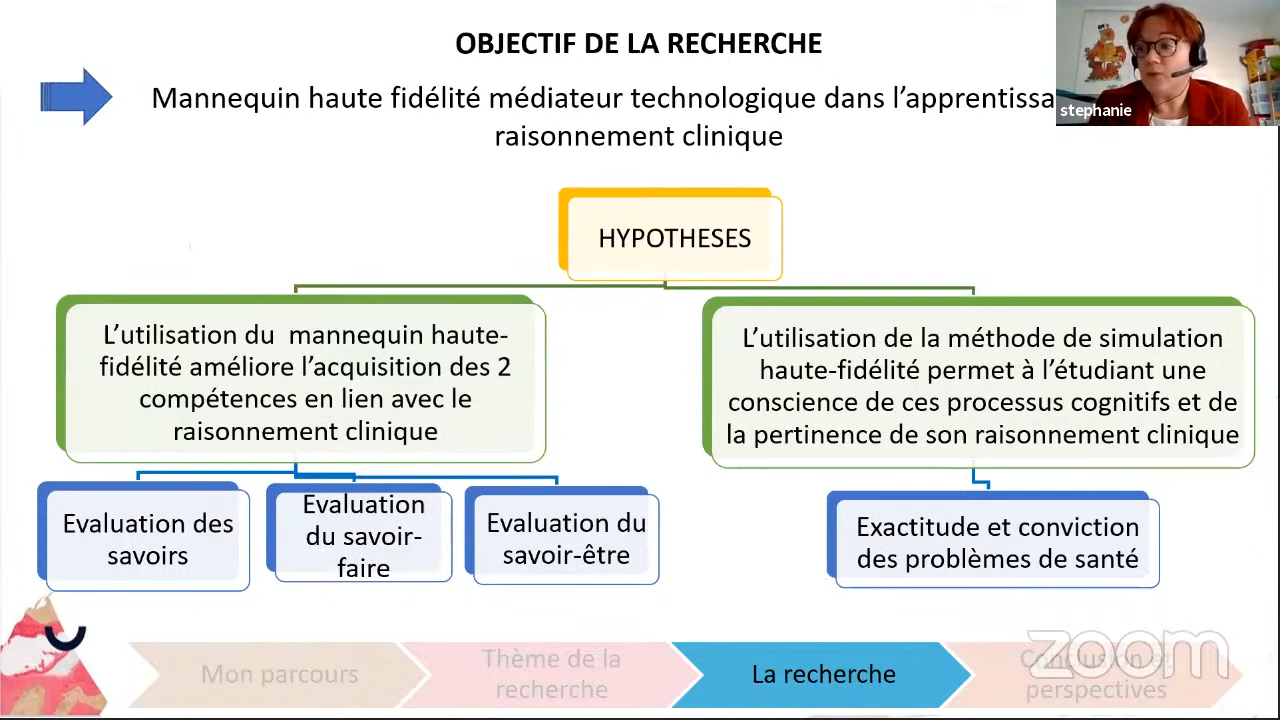 OBJECTIF DE LA RECHERCHE
Mannequin haute fidélité médiateur technologique dans l’apprentissa
raisonnement clinique
stephanie
HYPOTHESES
L’utilisation du mannequin haute-
fidélité améliore l’acquisition des 2
compétences en lien avec le
raisonnement clinique
L’utilisation de la méthode de simulation
haute-fidélité permet à l’étudiant une
conscience de ces processus cognitifs et de
la pertinence de son raisonnement clinique
Evaluation des
savoirs
Evaluation
du savoir-
faire
Evaluation du
savoir-être
Exactitude et conviction
des problèmes de santé
Mon parcours
Thème de la
recherche
La recherche
Conclusion et
perspectives
zoom